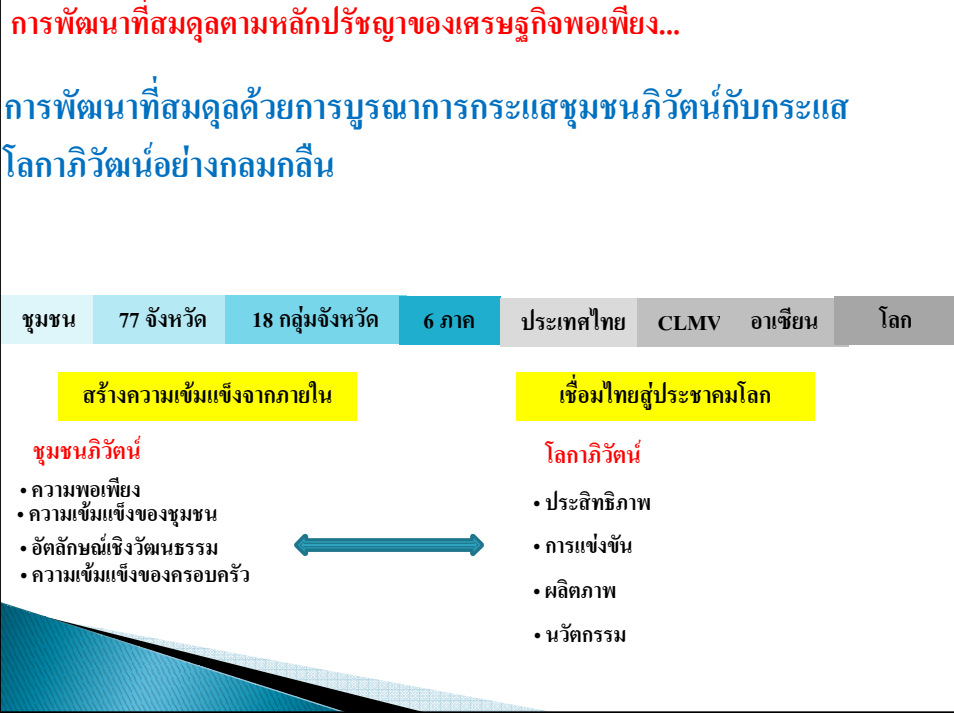 การพัฒนาที่สมดุลตามหลักปรัชญาของเศรษฐกิจพอเพียง...
การพัฒนาที่สมดุลด้วยการบูรณาการกระแสชุมชนภิวัตน์กับกระแส
โลกาภิวัฒน์อย่างกลมกลืน
ชุมชน 77 จังหวัด 18 กลุ่มจังหวัด 6 ภาค ประเทศไทย CLMV อาเซียน โลก
สร้างความเข้มแข็งจากภายใน
เชื่อมไทยสู่ประชาคมโลก
ชุมชนภิวัตน์
• ความพอเพียง
• ความเข้มแข็งของชุมชน
• อัตลักษณ์เชิงวัฒนธรรม
• ความเข้มแข็งของครอบครัว
โลกาภิวัตน์
• ประสิทธิภาพ
• การแข่งขัน
• ผลิตภาพ
• นวัตกรรม